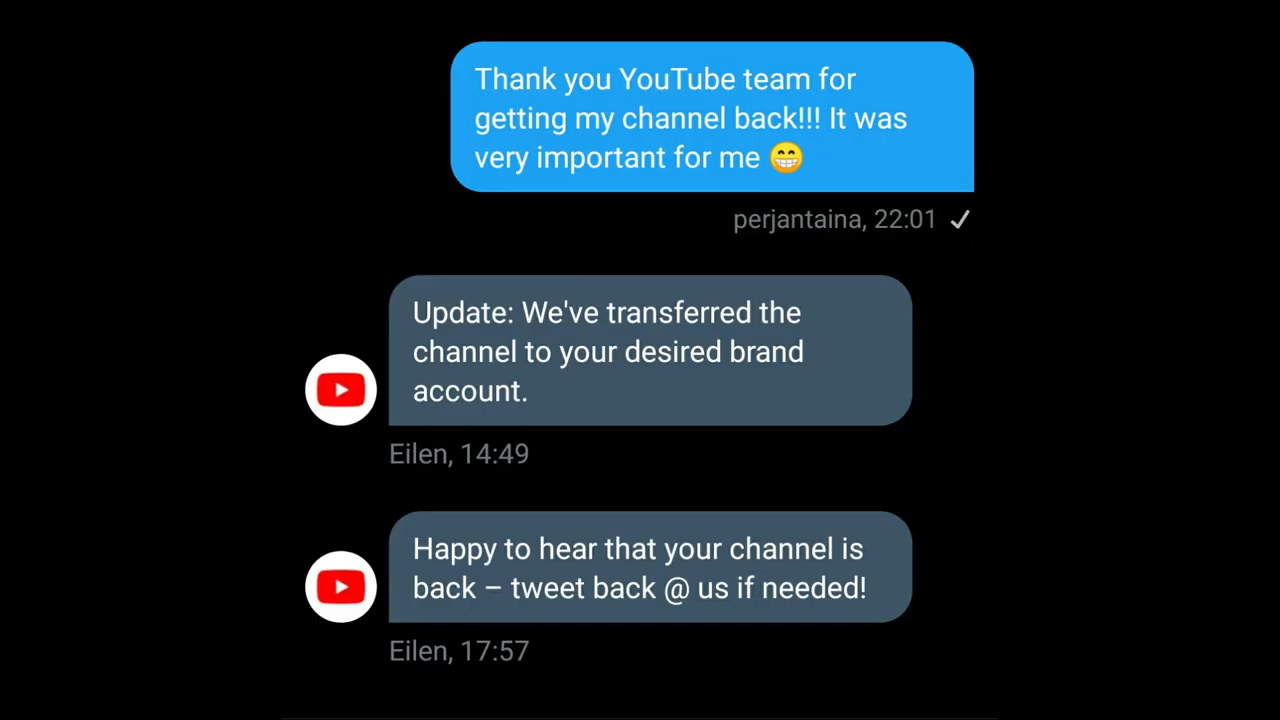 Thank you YouTube team for
getting my channel back!!! It was
very important for me 😁
perjantaina, 22:01 ✓
Update: We've transferred the
channel to your desired brand
account.
Eilen, 14:49
Happy to hear that your channel is
back – tweet back @ us if needed!
Eilen, 17:57